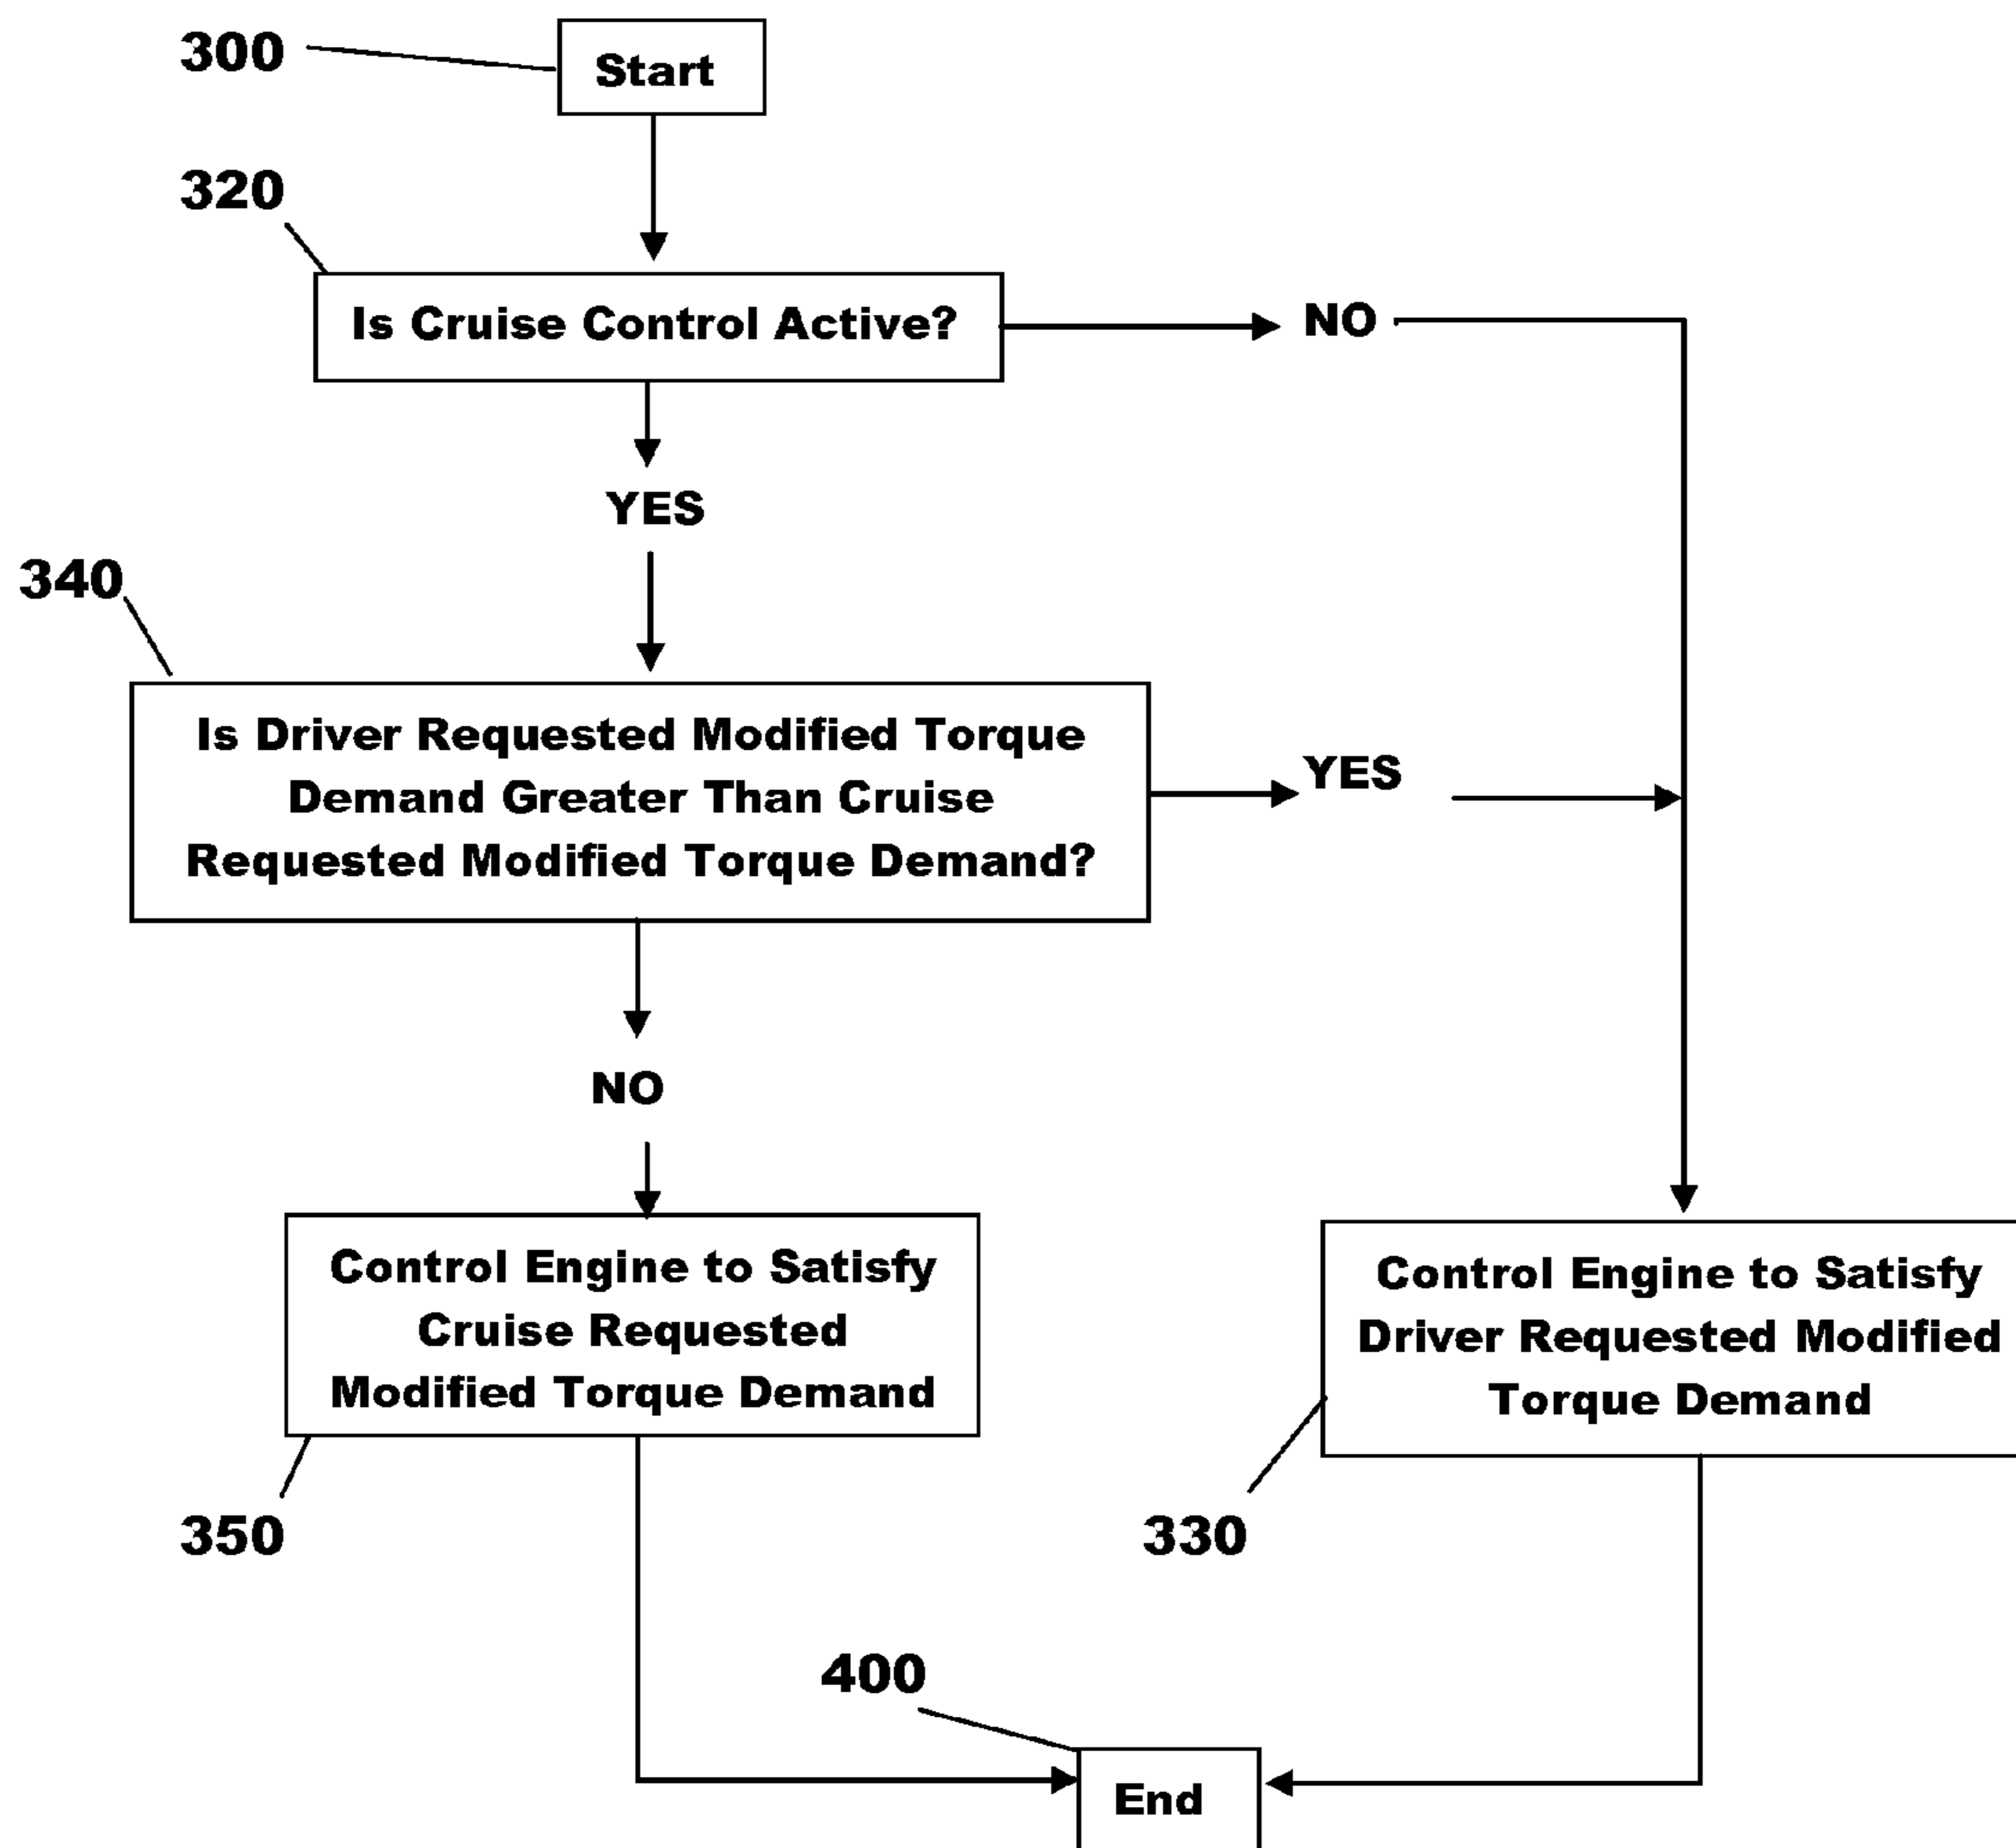 300
Start
320
Is Cruise Control Active?
NO
YES
340
Is Driver Requested Modified Torque
Demand Greater Than Cruise
Requested Modified Torque Demand?
YES
NO
Control Engine to Satisfy
Cruise Requested
Modified Torque Demand
350
Control Engine to Satisfy
Driver Requested Modified
Torque Demand
330
400
End